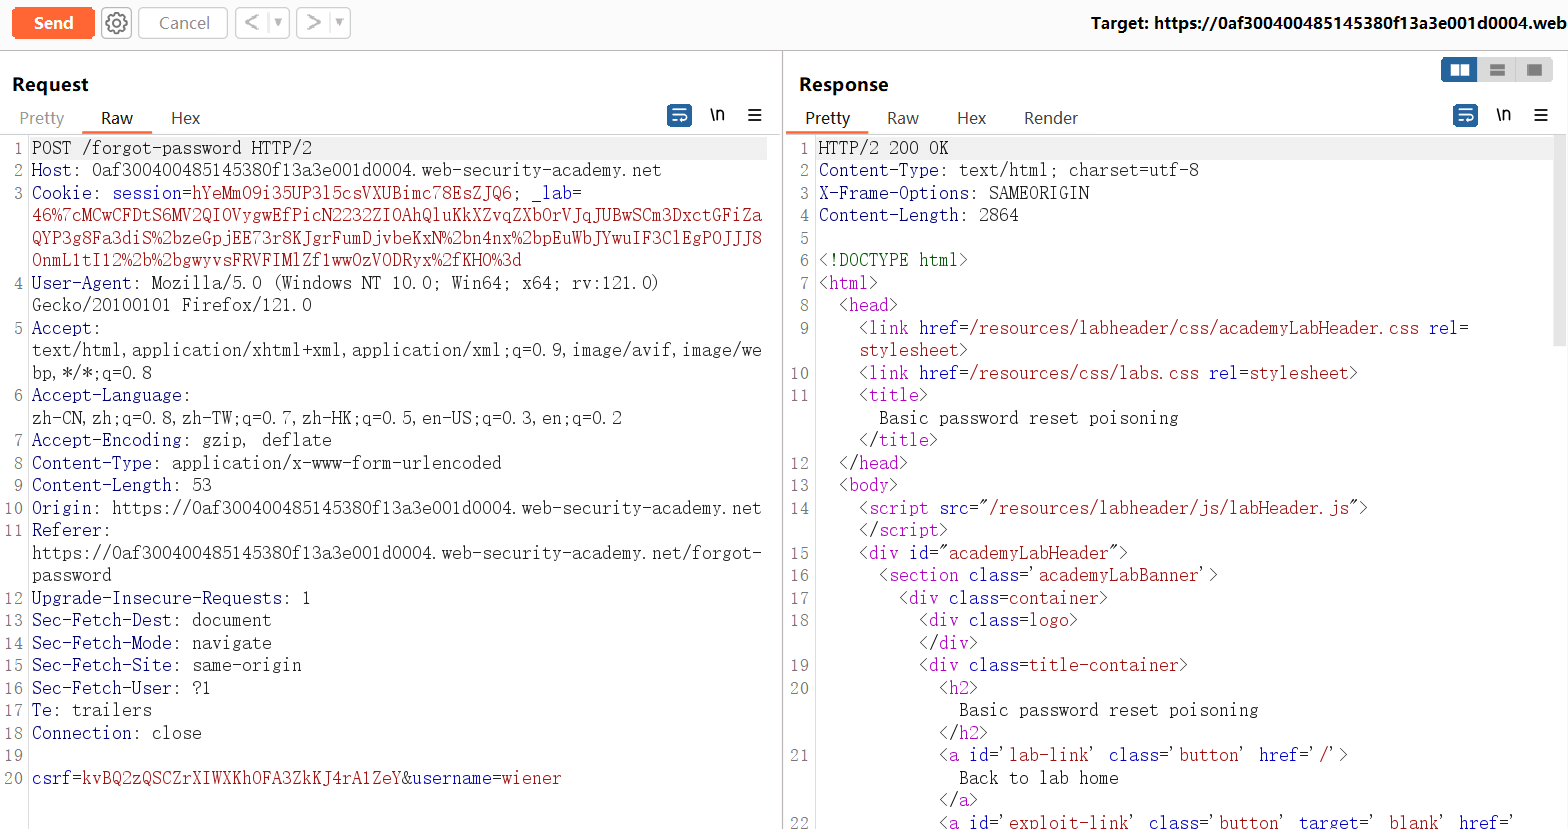 Send
Cancel
Target: https://0af300400485145380f13a3e001d0004.web
Request
Pretty Raw Hex
\n
1 POST /forgot-password HTTP/2
2 Host: 0af300400485145380f13a3e001d0004.web-security-academy.net
3 Cookie: session=hYeMmO9i35UP3l5csVXUBimc78EsZJQ6; _lab=
46%7cMCwCFDtS6MV2QIOVygwEfPicN2232ZIOAhQluKkXZvqZXbOrVJqJUBwSCm3DxctGFiZa
QYP3g8Fa3diS%2bzeGpjEE73r8KJgrFumDjvbeKxN%2bn4nx%2bpEuWbJYwuIF3ClEgPOJJJ8
OnmL1tI12%2b%2bgwyvsFRVFIMlZf1wwOzVODRyx%2fKHO%3d
4 User-Agent: Mozilla/5.0 (Windows NT 10.0; Win64; x64; rv:121.0)
Gecko/20100101 Firefox/121.0
5 Accept:
text/html,application/xhtml+xml,application/xml;q=0.9,image/avif,image/we
bp,*/*;q=0.8
6 Accept-Language:
zh-CN,zh;q=0.8,zh-TW;q=0.7,zh-HK;q=0.5,en-US;q=0.3,en;q=0.2
7 Accept-Encoding: gzip, deflate
8 Content-Type: application/x-www-form-urlencoded
9 Content-Length: 53
10 Origin: https://0af300400485145380f13a3e001d0004.web-security-academy.net
11 Referer:
https://0af300400485145380f13a3e001d0004.web-security-academy.net/forgot-
password
12 Upgrade-Insecure-Requests: 1
13 Sec-Fetch-Dest: document
14 Sec-Fetch-Mode: navigate
15 Sec-Fetch-Site: same-origin
16 Sec-Fetch-User: ?1
17 Te: trailers
18 Connection: close
19
20 csrf=kvBQ2zQSCZrXIWXKhOFA3ZkKJ4rA1ZeY&username=wiener
Response
Pretty Raw Hex Render
\n
1 HTTP/2 200 OK
2 Content-Type: text/html; charset=utf-8
3 X-Frame-Options: SAMEORIGIN
4 Content-Length: 2864
5
6 <!DOCTYPE html>
7 <html>
8 <head>
9 <link href=/resources/labheader/css/academyLabHeader.css rel=
stylesheet>
10 <link href=/resources/css/labs.css rel=stylesheet>
11 <title>
Basic password reset poisoning
</title>
12 </head>
13 <body>
14 <script src="/resources/labheader/js/labHeader.js">
</script>
15 <div id="academyLabHeader">
16 <section class='academyLabBanner'>
17 <div class=container>
18 <div class=logo>
</div>
19 <div class=title-container>
20 <h2>
Basic password reset poisoning
</h2>
21 <a id='lab-link' class='button' href='/'>
Back to lab home
</a>
22 <a id='exploit-link' class='button' target='_blank' href='